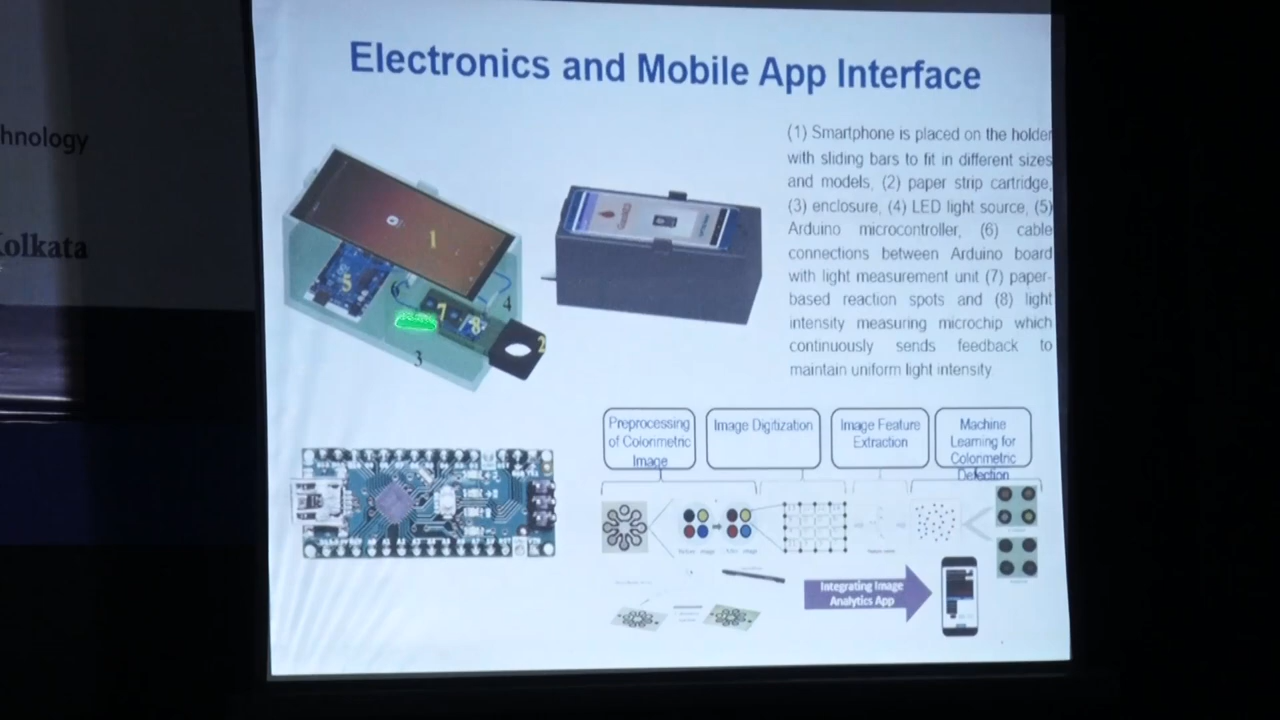 hnology
Kolkata
Electronics and Mobile App Interface
(1) Smartphone is placed on the holder
with sliding bars to fit in different sizes
and models, (2) paper strip cartridge,
(3) enclosure, (4) LED light source, (5)
Arduino microcontroller, (6) cable
connections between Arduino board
with light measurement unit (7) paper-
based reaction spots and (8) light
intensity measuring microchip which
continuously sends feedback to
maintain uniform light intensity
1
5
6
7
8
4
2
3
Preprocessing
of Colorimetric
Image
Image Digitization
Image Feature
Extraction
Machine
Learning for
Colorimetric
Detection
Integrating Image
Analytics App